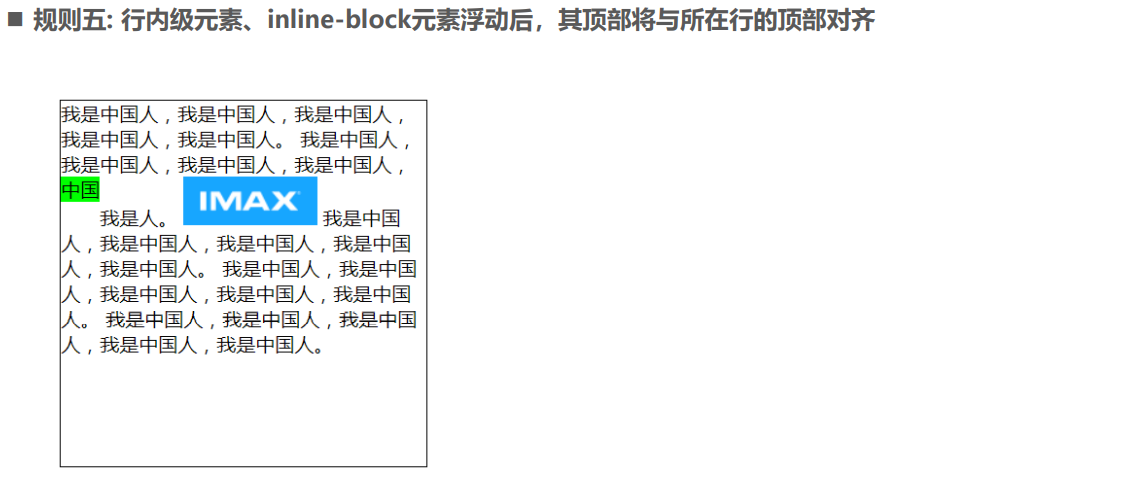 ■ 规则五: 行内级元素、inline-block元素浮动后，其顶部将与所在行的顶部对齐
我是中国人，我是中国人，我是中国人，
我是中国人，我是中国人。 我是中国人，
我是中国人，我是中国人，我是中国人，
中国
我是人。 IMAX 我是中国
人，我是中国人，我是中国人，我是中国
人，我是中国人。 我是中国人，我是中国
人，我是中国人，我是中国人，我是中国
人。 我是中国人，我是中国人，我是中国
人，我是中国人，我是中国人。